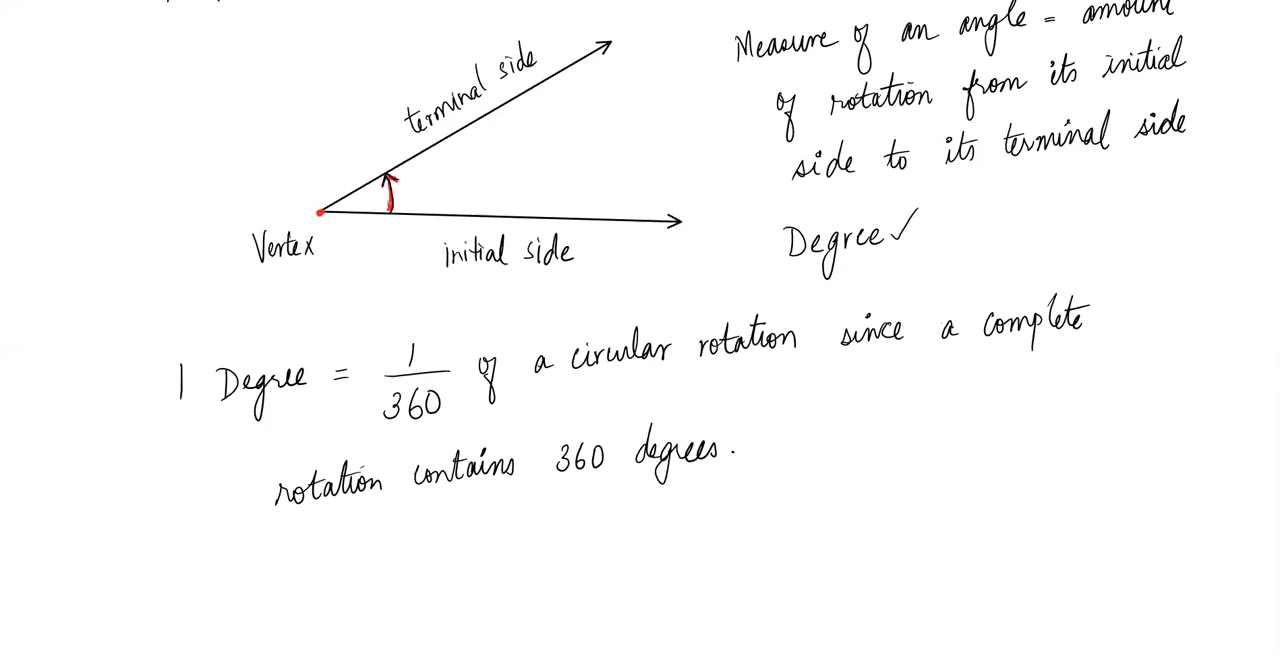 terminal side
Vertex
initial side
Measure of an angle = amount
of rotation from its initial
side to its terminal side
Degree ✓
1 Degree = 1/360 of a circular rotation since a complete
rotation contains 360 degrees.